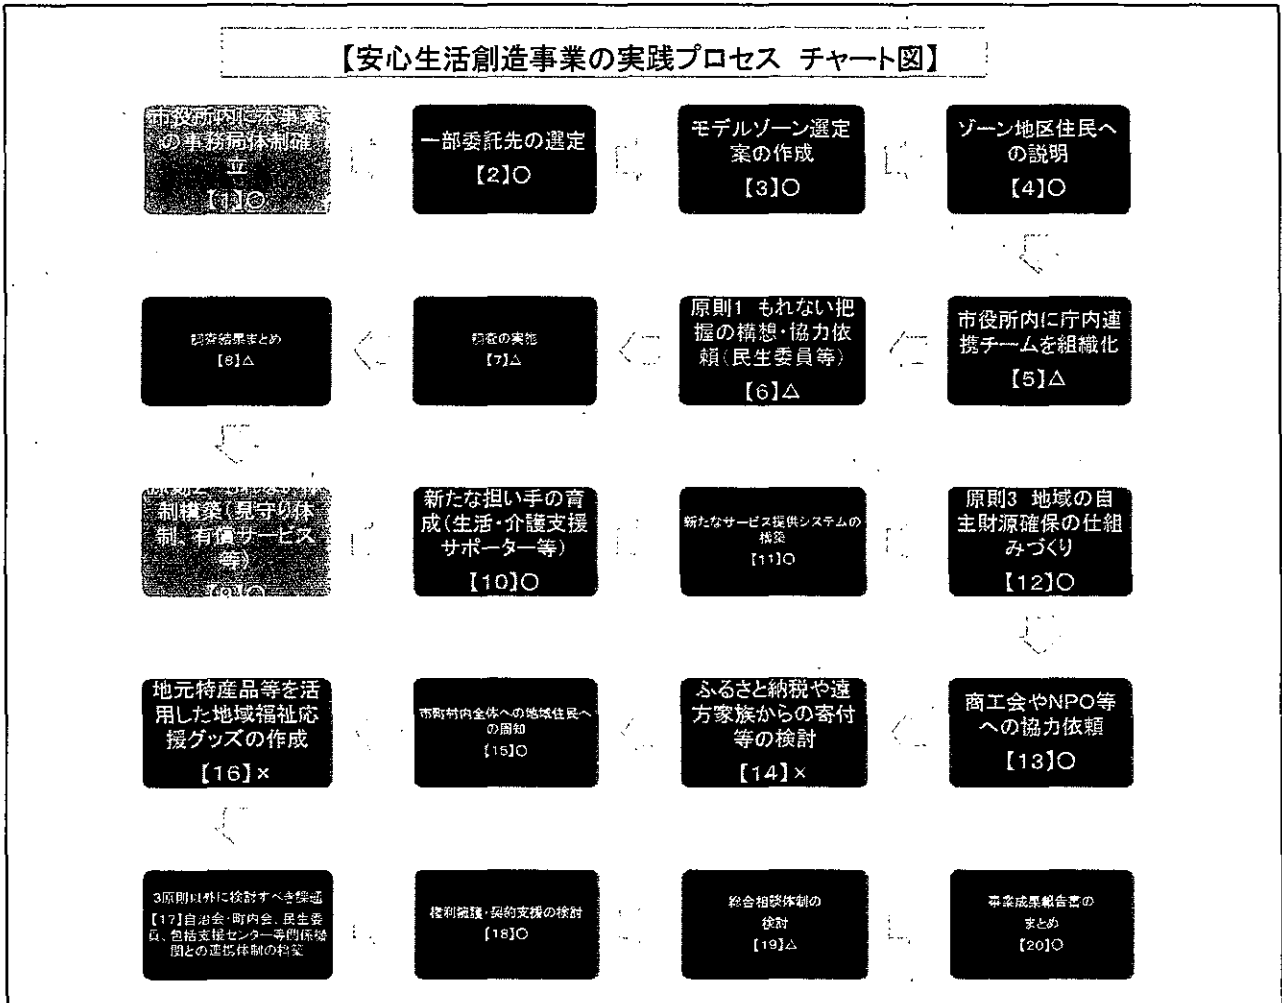 【安心生活創造事業の実践プロセス チャート図】
市役所内に本事業
の事務局体制確
立
【1】○
一部委託先の選定
【2】○
モデルゾーン選定
案の作成
【3】○
ゾーン地区住民へ
の説明
【4】○
市役所内に庁内連
携チームを組織化
【5】△
原則1 もれない把
握の構想・協力依
頼(民生委員等)
【6】△
調査の実施
【7】△
調査結果まとめ
【8】△
制構築(見守り体
制、有償サービス
等)
【9】○
新たな担い手の育
成(生活・介護支援
サポーター等)
【10】○
新たなサービス提供システムの
構築
【11】○
原則3 地域の自
主財源確保の仕組
みづくり
【12】○
商工会やNPO等
への協力依頼
【13】○
ふるさと納税や遠
方家族からの寄付
等の検討
【14】×
市町村内全体への地域住民へ
の周知
【15】○
地元特産品等を活
用した地域福祉応
援グッズの作成
【16】×
3原則以外に検討すべき課題
【17】自治会・町内会、民生委
員、包括支援センター等関係機
関との連携体制の構築
権利擁護・契約支援の検討
【18】○
総合相談体制の
検討
【19】△
事業成果報告書の
まとめ
【20】○